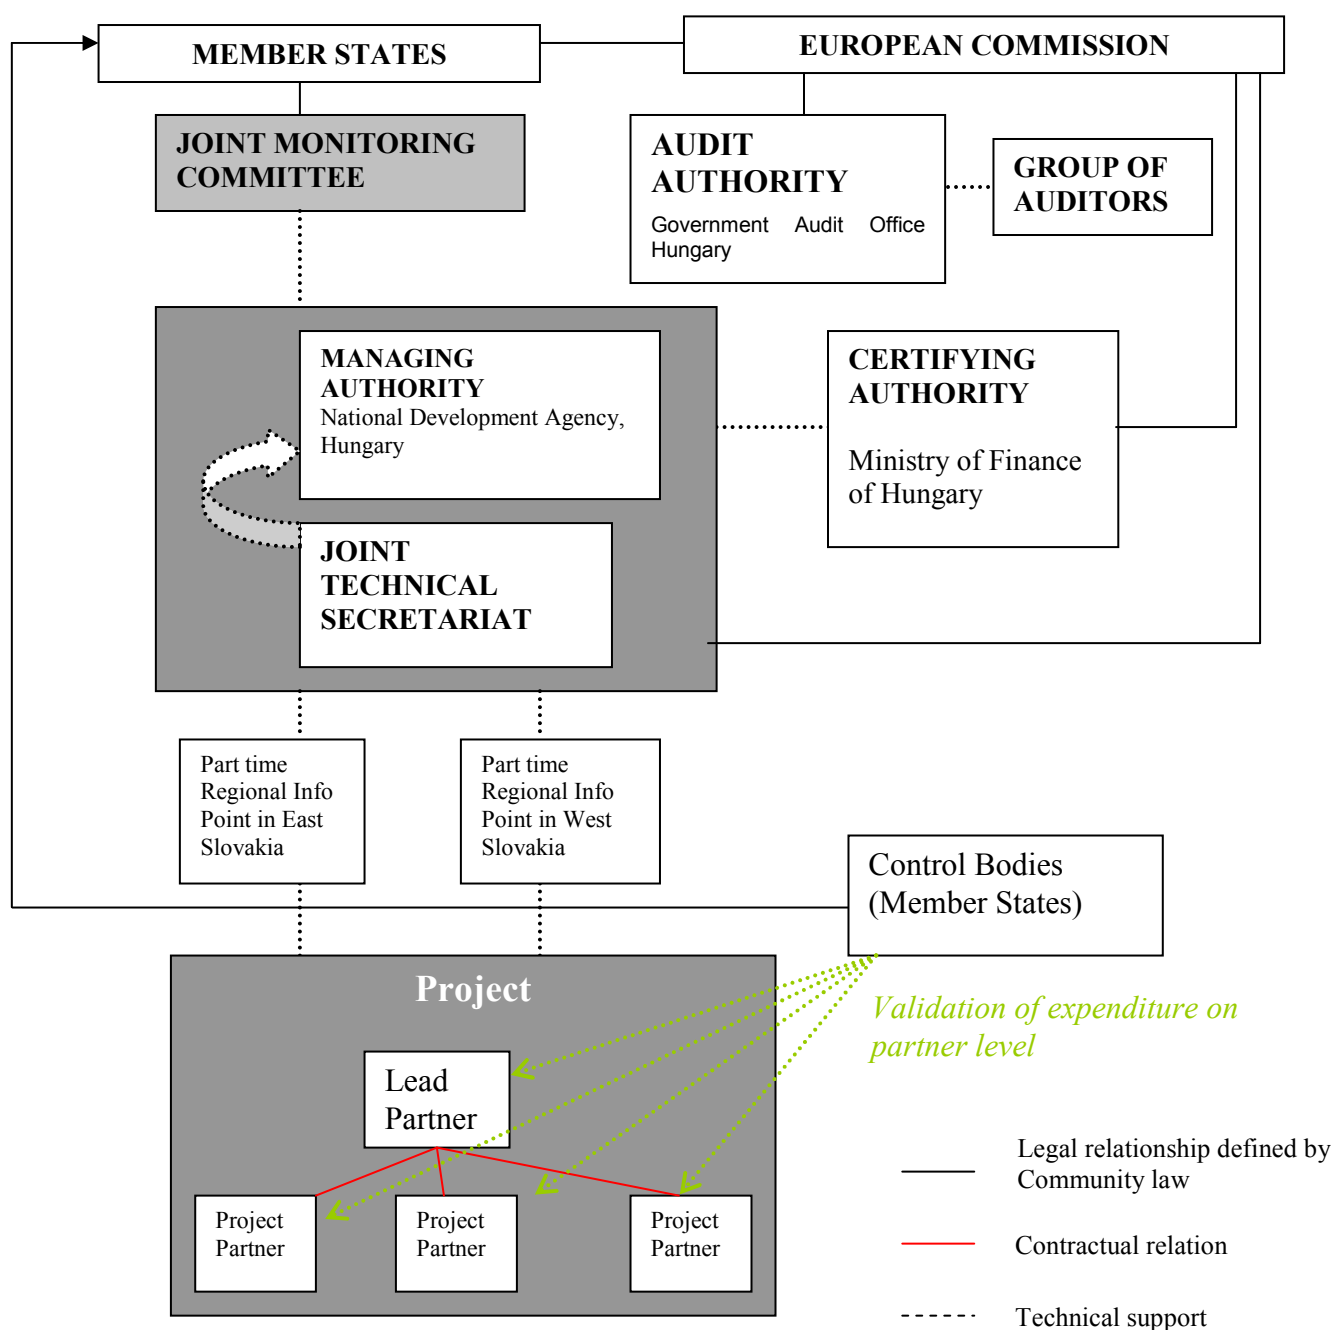 MEMBER STATES
EUROPEAN COMMISSION
JOINT MONITORING
COMMITTEE
AUDIT
AUTHORITY
Government Audit Office
Hungary
GROUP OF
AUDITORS
MANAGING
AUTHORITY
National Development Agency,
Hungary
CERTIFYING
AUTHORITY
Ministry of Finance
of Hungary
JOINT
TECHNICAL
SECRETARIAT
Part time
Regional Info
Point in East
Slovakia
Part time
Regional Info
Point in West
Slovakia
Control Bodies
(Member States)
Project
Validation of expenditure on
partner level
Lead
Partner
Project
Partner
Project
Partner
Project
Partner
Legal relationship defined by
Community law
Contractual relation
Technical support